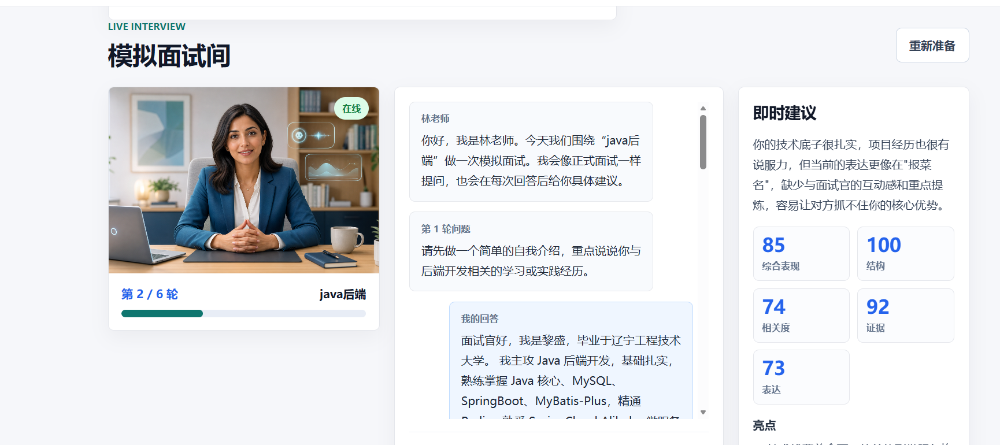 LIVE INTERVIEW
模拟面试间
重新准备
在线
第 2 / 6 轮
java后端
林老师
你好，我是林老师。今天我们围绕“java后
端”做一次模拟面试。我会像正式面试一样
提问，也会在每次回答后给你具体建议。
第 1 轮问题
请先做一个简单的自我介绍，重点说说你与
后端开发相关的学习或实践经历。
我的回答
面试官好，我是黎盛，毕业于辽宁工程技术
大学。 我主攻 Java 后端开发，基础扎实，
熟练掌握 Java 核心、MySQL、
SpringBoot、MyBatis-Plus，精通
即时建议
你的技术底子很扎实，项目经历也很有
说服力，但当前的表达更像在"报菜
名"，缺少与面试官的互动感和重点提
炼，容易让对方抓不住你的核心优势。
85
综合表现
100
结构
74
相关度
92
证据
73
表达
亮点